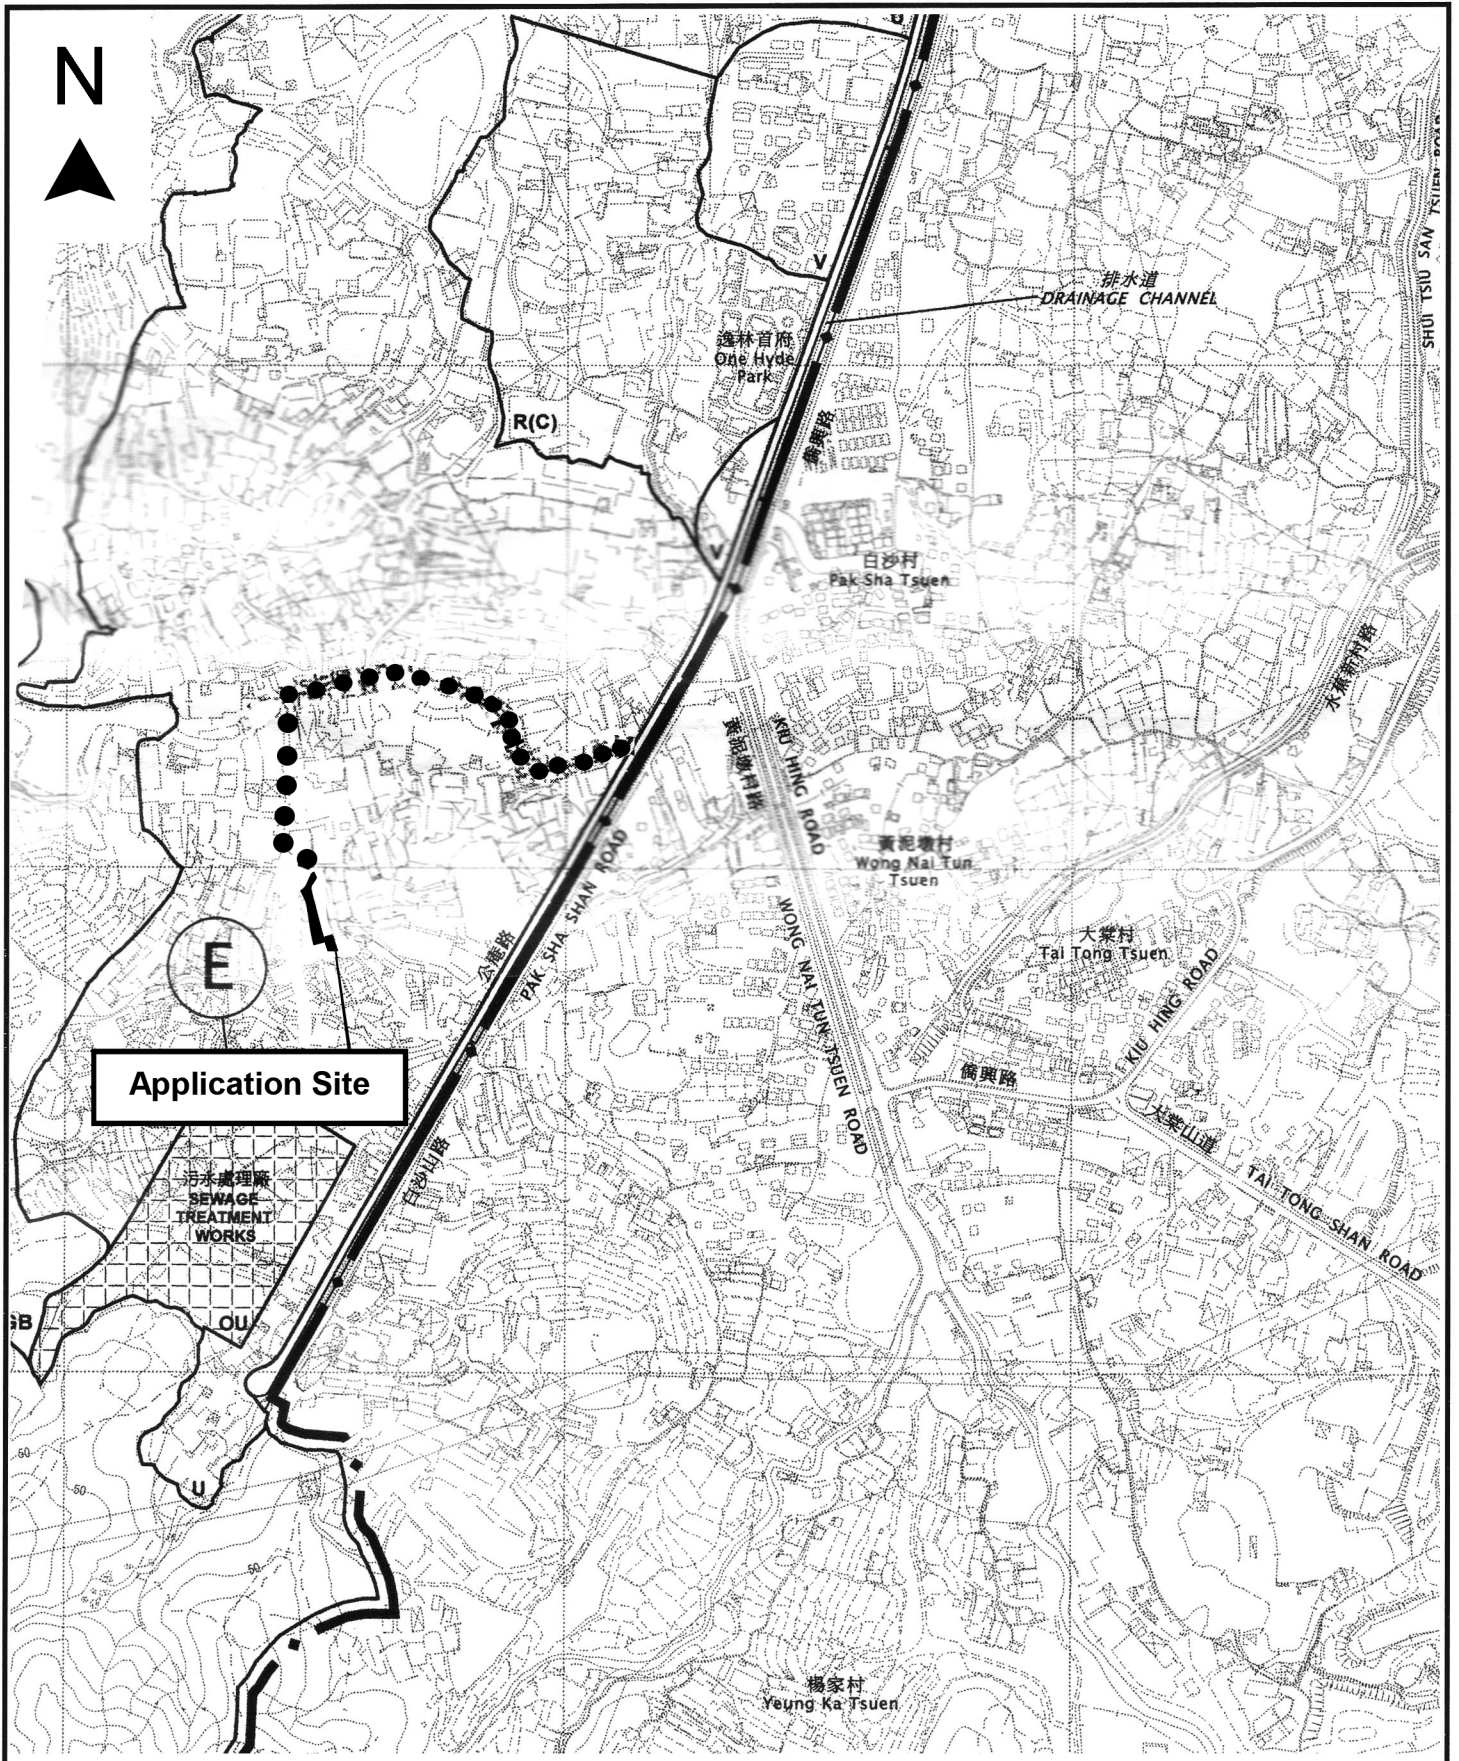 N
V
排水道
DRAINAGE CHANNEL
SHUI TSIU SAN TSUEN ROAD
逸林首府
One Hyde
Park
R(C)
僑興路
V
白沙村
Pak Sha Tsuen
水蕉新村路
黃泥墩村路
KIU HING ROAD
黃泥墩村
Wong Nai Tun
Tsuen
公庵路
PAK SHA SHAN ROAD
WONG NAI TUN TSUEN ROAD
大棠村
Tai Tong Tsuen
KIU HING ROAD
E
僑興路
Application Site
大棠山道
TAI TONG SHAN ROAD
白沙山路
污水處理廠
SEWAGE
TREATMENT
WORKS
GB
OU
50
50
U
50
楊家村
Yeung Ka Tsuen